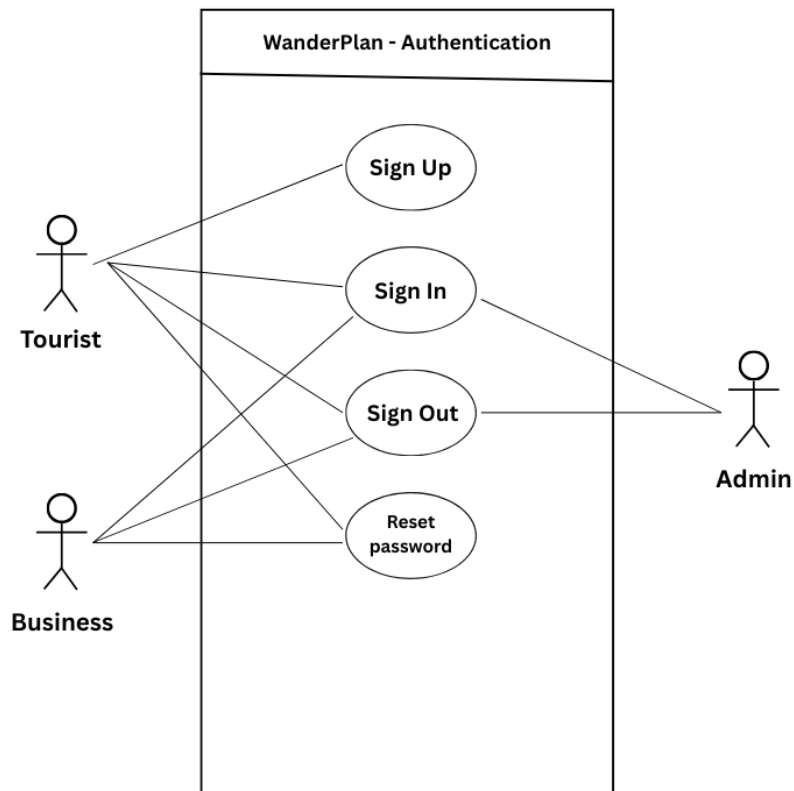 WanderPlan - Authentication
Sign Up
Sign In
Tourist
Sign Out
Admin
Reset
password
Business